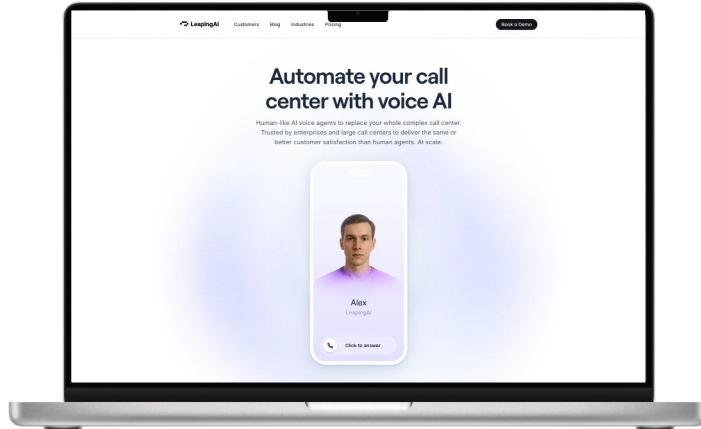 LeapingAI Customers Blog Industries Pricing Book a Demo
Automate your call
center with voice AI
Human-like AI voice agents to replace your whole complex call center.
Trusted by enterprises and large call centers to deliver the same or
better customer satisfaction than human agents. At scale.
Alex
LeapingAI
Click to answer